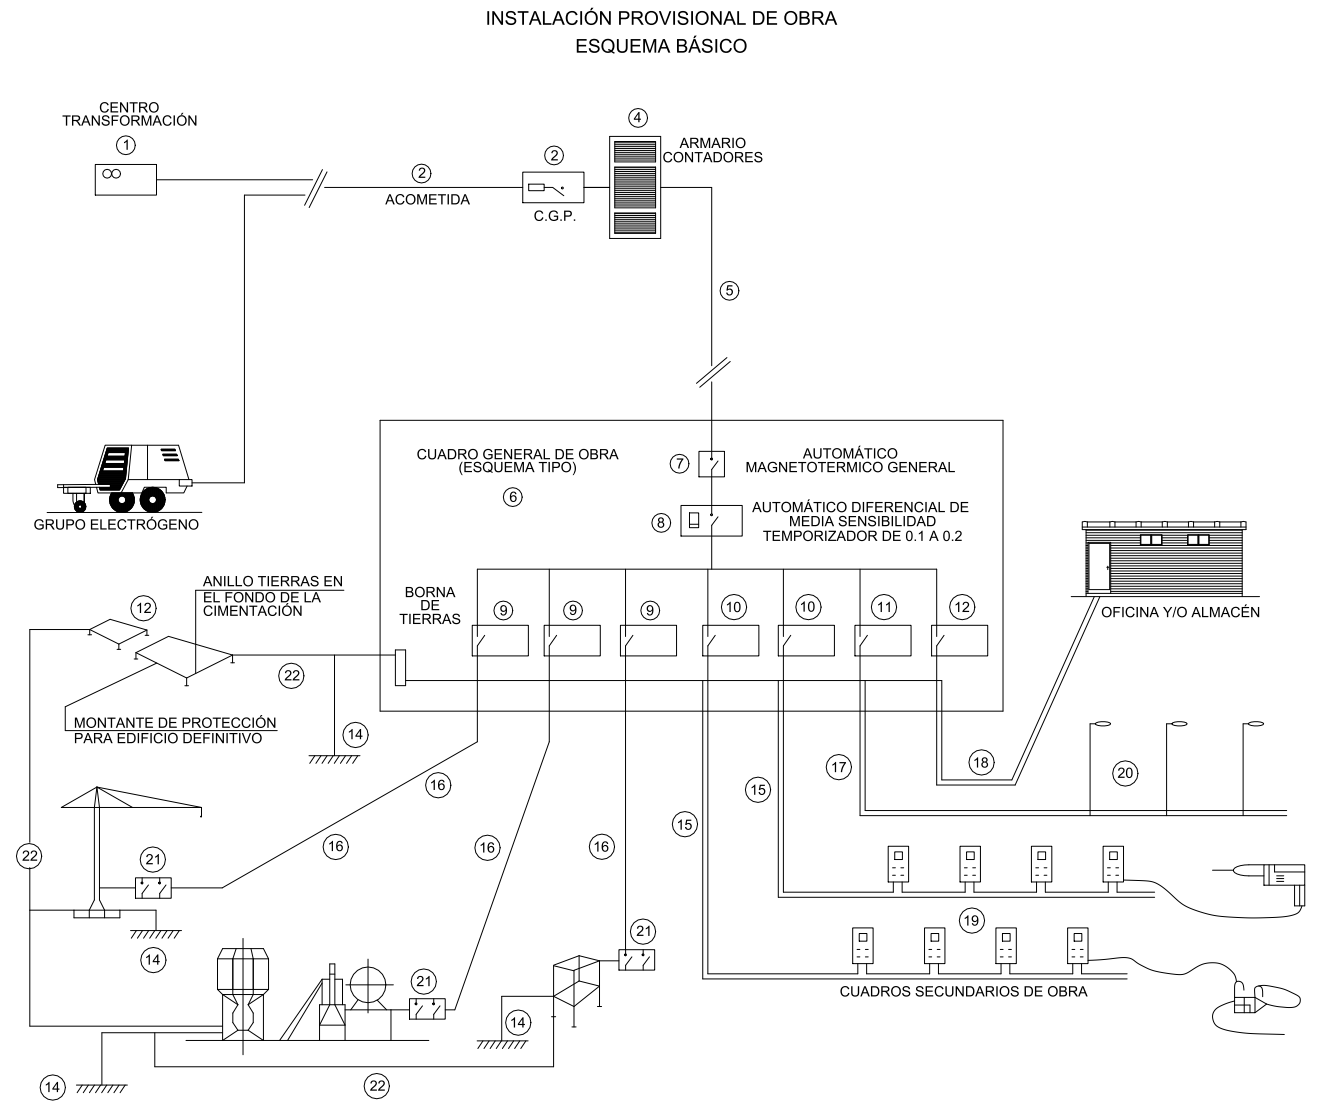 INSTALACIÓN PROVISIONAL DE OBRA
ESQUEMA BÁSICO
CENTRO
TRANSFORMACIÓN
1
2
ACOMETIDA
2
C.G.P.
4
ARMARIO
CONTADORES
5
GRUPO ELECTRÓGENO
CUADRO GENERAL DE OBRA
(ESQUEMA TIPO)
6
7
AUTOMÁTICO
MAGNETOTERMICO GENERAL
8
AUTOMÁTICO DIFERENCIAL DE
MEDIA SENSIBILIDAD
TEMPORIZADOR DE 0.1 A 0.2
BORNA
DE
TIERRAS
9
9
9
10
10
11
12
OFICINA Y/O ALMACÉN
ANILLO TIERRAS EN
EL FONDO DE LA
CIMENTACIÓN
12
22
MONTANTE DE PROTECCIÓN
PARA EDIFICIO DEFINITIVO
14
16
16
16
16
15
15
17
18
20
22
21
14
21
21
14
14
22
19
CUADROS SECUNDARIOS DE OBRA